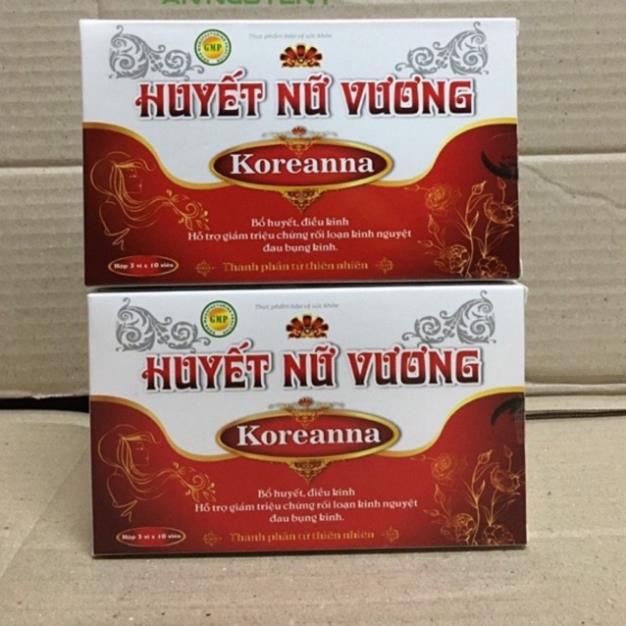 GMP
Thực phẩm bảo vệ sức khỏe
HUYẾT NỮ VƯƠNG
Koreanna
Bổ huyết, điều kinh
Hỗ trợ giảm triệu chứng rối loạn kinh nguyệt
đau bụng kinh.
Hộp 3 vỉ x 10 viên
Thành phần từ thiên nhiên
GMP
Thực phẩm bảo vệ sức khỏe
HUYẾT NỮ VƯƠNG
Koreanna
Bổ huyết, điều kinh
Hỗ trợ giảm triệu chứng rối loạn kinh nguyệt
đau bụng kinh.
Hộp 3 vỉ x 10 viên
Thành phần từ thiên nhiên